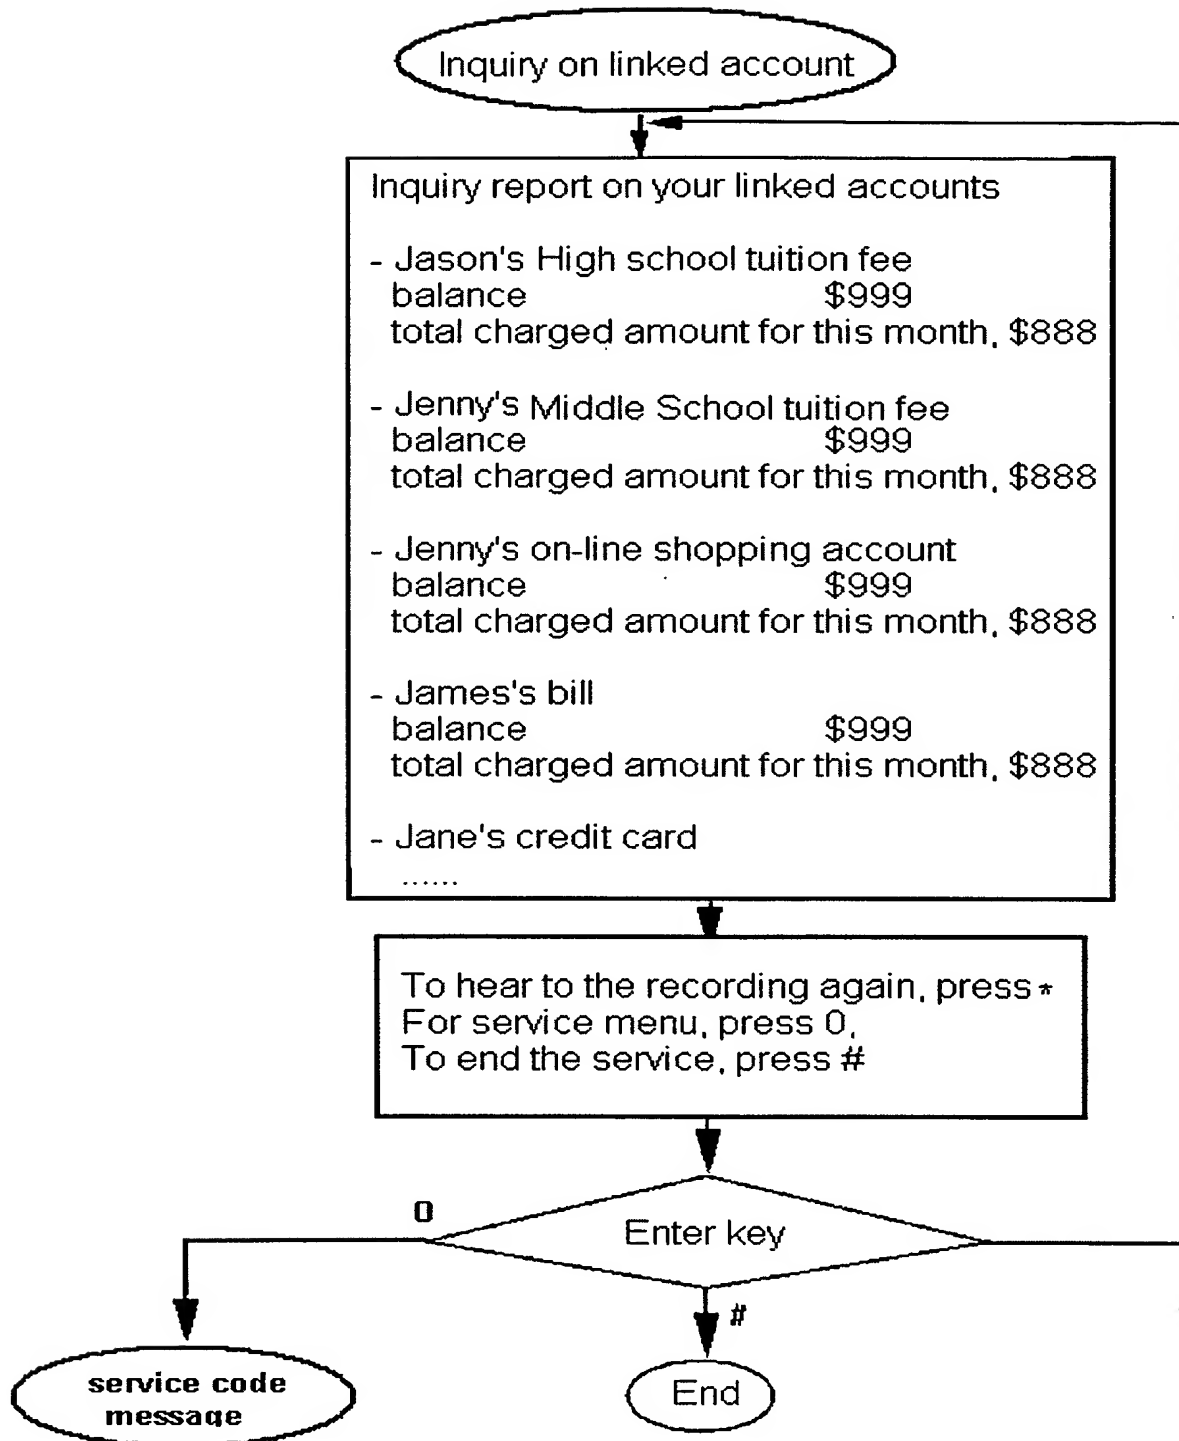 Inquiry on linked account
Inquiry report on your linked accounts
- Jason's High school tuition fee
balance $999
total charged amount for this month, $888
- Jenny's Middle School tuition fee
balance $999
total charged amount for this month, $888
- Jenny's on-line shopping account
balance $999
total charged amount for this month, $888
- James's bill
balance $999
total charged amount for this month, $888
- Jane's credit card
......
To hear to the recording again, press *
For service menu, press 0,
To end the service, press #
0
Enter key
#
service code
message
End